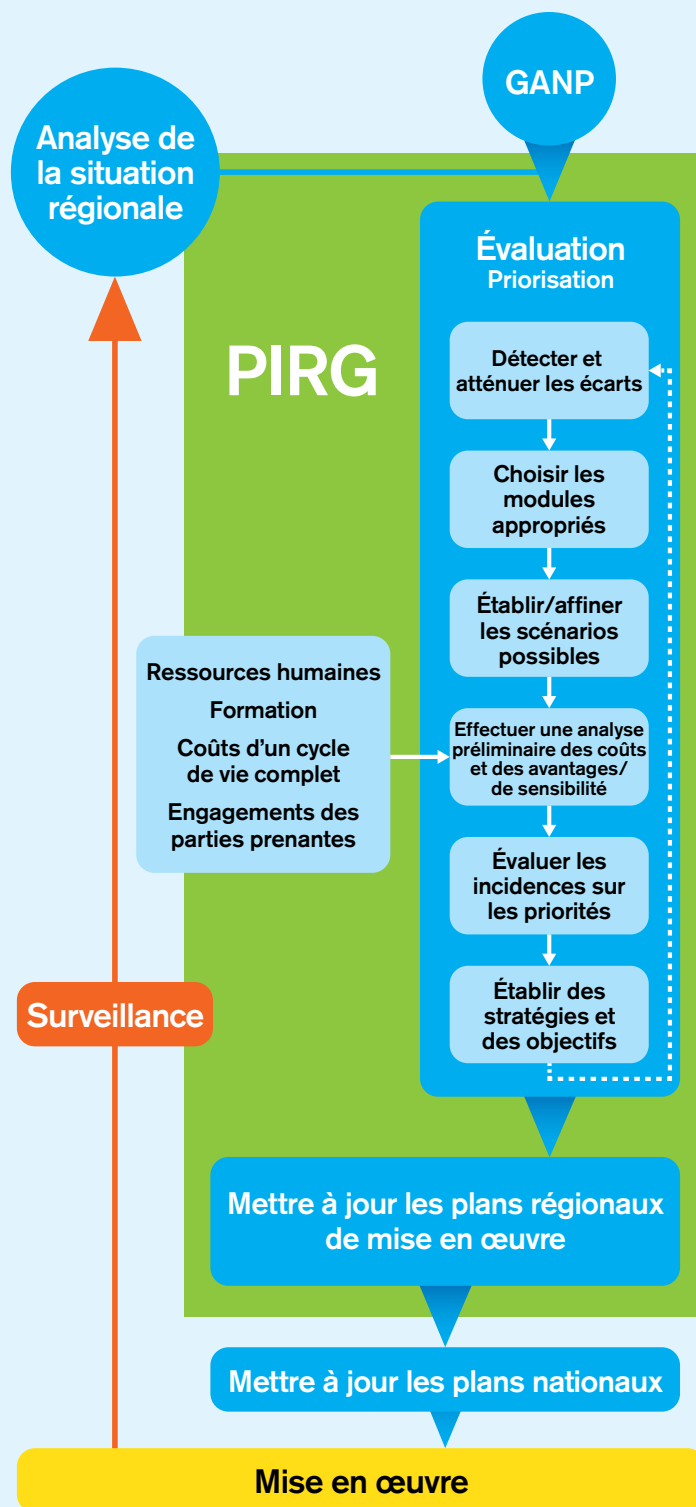 GANP
Analyse de
la situation
régionale
Évaluation
Priorisation
PIRG
Détecter et
atténuer les écarts
Choisir les
modules
appropriés
Établir/affiner
les scénarios
possibles
Ressources humaines
Formation
Coûts d'un cycle
de vie complet
Engagements des
parties prenantes
Effectuer une analyse
préliminaire des coûts
et des avantages/
de sensibilité
Évaluer les
incidences sur
les priorités
Établir des
stratégies et
des objectifs
Surveillance
Mettre à jour les plans régionaux
de mise en œuvre
Mettre à jour les plans nationaux
Mise en œuvre